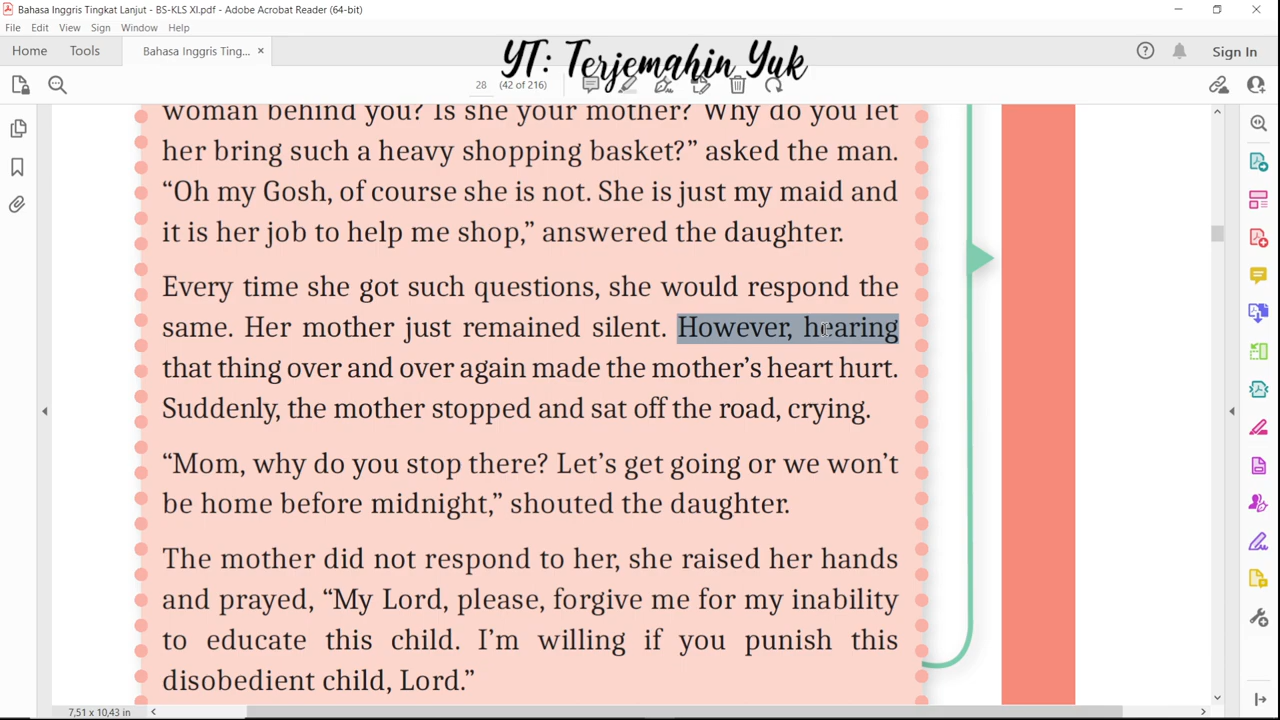 Bahasa Inggris Tingkat Lanjut - BS-KLS XI.pdf - Adobe Acrobat Reader (64-bit)
File Edit View Sign Window Help
Home Tools Bahasa Inggris Ting... × Sign In
YT: Terjemahin Yuk
28 (42 of 216)
woman behind you? Is she your mother? Why do you let
her bring such a heavy shopping basket?” asked the man.
“Oh my Gosh, of course she is not. She is just my maid and
it is her job to help me shop,” answered the daughter.
Every time she got such questions, she would respond the
same. Her mother just remained silent. However, hearing
that thing over and over again made the mother’s heart hurt.
Suddenly, the mother stopped and sat off the road, crying.
“Mom, why do you stop there? Let’s get going or we won’t
be home before midnight,” shouted the daughter.
The mother did not respond to her, she raised her hands
and prayed, “My Lord, please, forgive me for my inability
to educate this child. I’m willing if you punish this
disobedient child, Lord.”
7,51 x 10,43 in